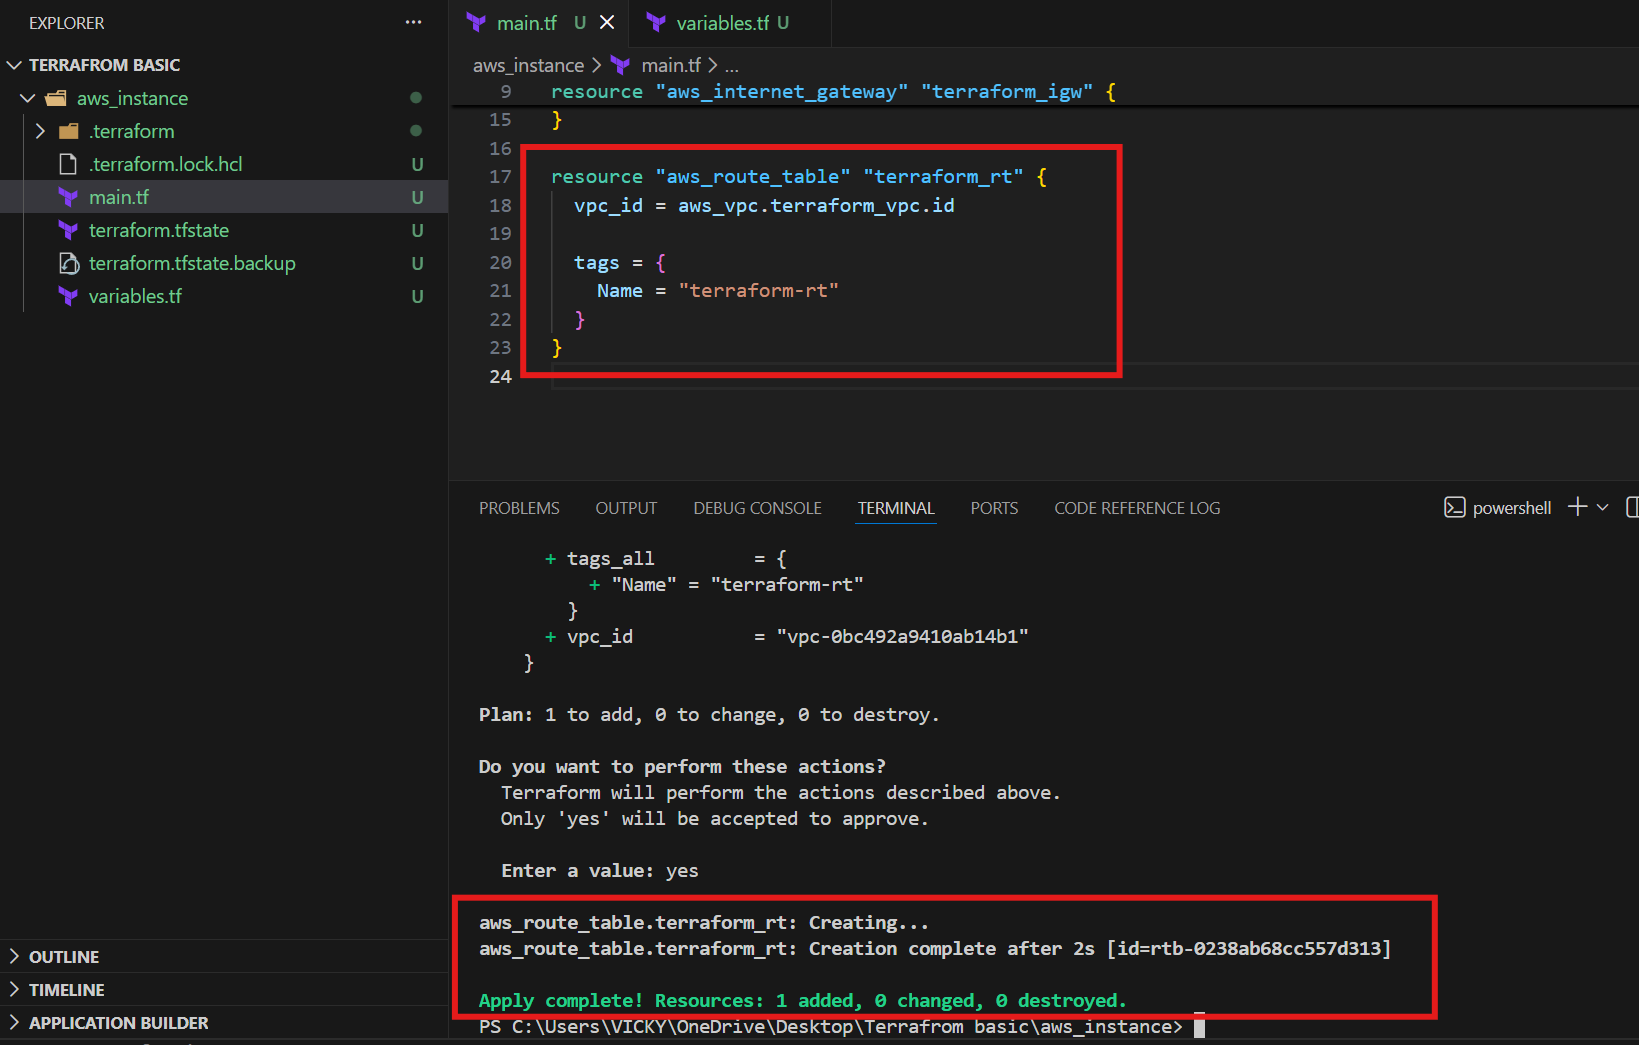 EXPLORER
···
TERRAFROM BASIC
aws_instance
.terraform
.terraform.lock.hcl U
main.tf U
terraform.tfstate U
terraform.tfstate.backup U
variables.tf U
OUTLINE
TIMELINE
APPLICATION BUILDER
main.tf U
variables.tf U
aws_instance > main.tf > ...
9 resource "aws_internet_gateway" "terraform_igw" {
15 }
16
17 resource "aws_route_table" "terraform_rt" {
18 vpc_id = aws_vpc.terraform_vpc.id
19
20 tags = {
21 Name = "terraform-rt"
22 }
23 }
24
PROBLEMS OUTPUT DEBUG CONSOLE TERMINAL PORTS CODE REFERENCE LOG
powershell
+ tags_all = {
+ "Name" = "terraform-rt"
}
+ vpc_id = "vpc-0bc492a9410ab14b1"
}
Plan: 1 to add, 0 to change, 0 to destroy.
Do you want to perform these actions?
Terraform will perform the actions described above.
Only 'yes' will be accepted to approve.
Enter a value: yes
aws_route_table.terraform_rt: Creating...
aws_route_table.terraform_rt: Creation complete after 2s [id=rtb-0238ab68cc557d313]
Apply complete! Resources: 1 added, 0 changed, 0 destroyed.
PS C:\Users\VICKY\OneDrive\Desktop\Terrafrom basic\aws_instance>